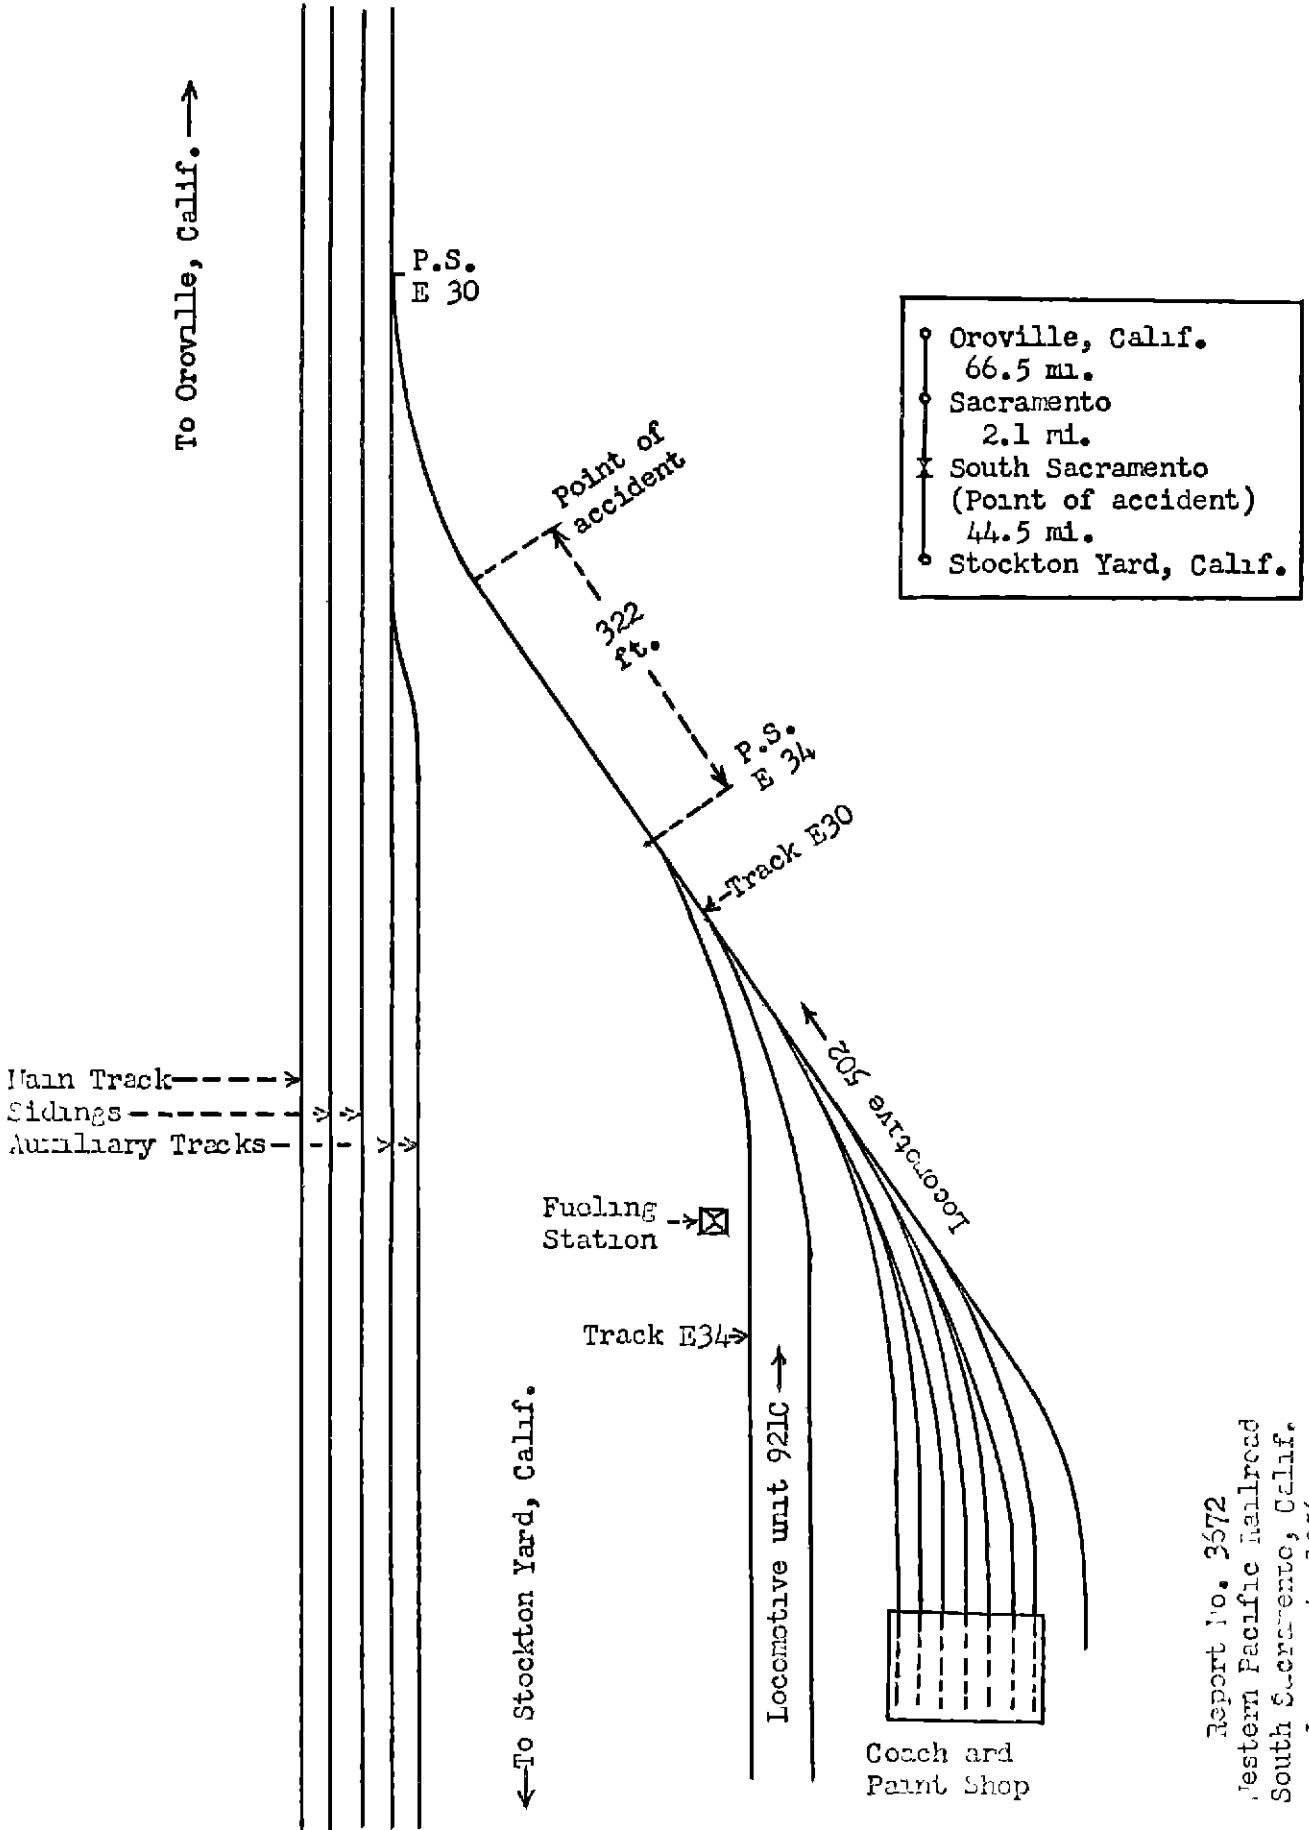 To Oroville, Calif.
P.S.
E 30
Oroville, Calif.
66.5 mi.
Sacramento
2.1 mi.
South Sacramento
(Point of accident)
44.5 mi.
Stockton Yard, Calif.
Point of
accident
322
ft.
P.S.
E 34
Track E30
Locomotive 502
Main Track
Sidings
Auxiliary Tracks
Fueling
Station
Track E34
Locomotive unit 921C
To Stockton Yard, Calif.
Coach and
Paint Shop
Report No. 3672
Western Pacific Railroad
South Sacramento, Calif.